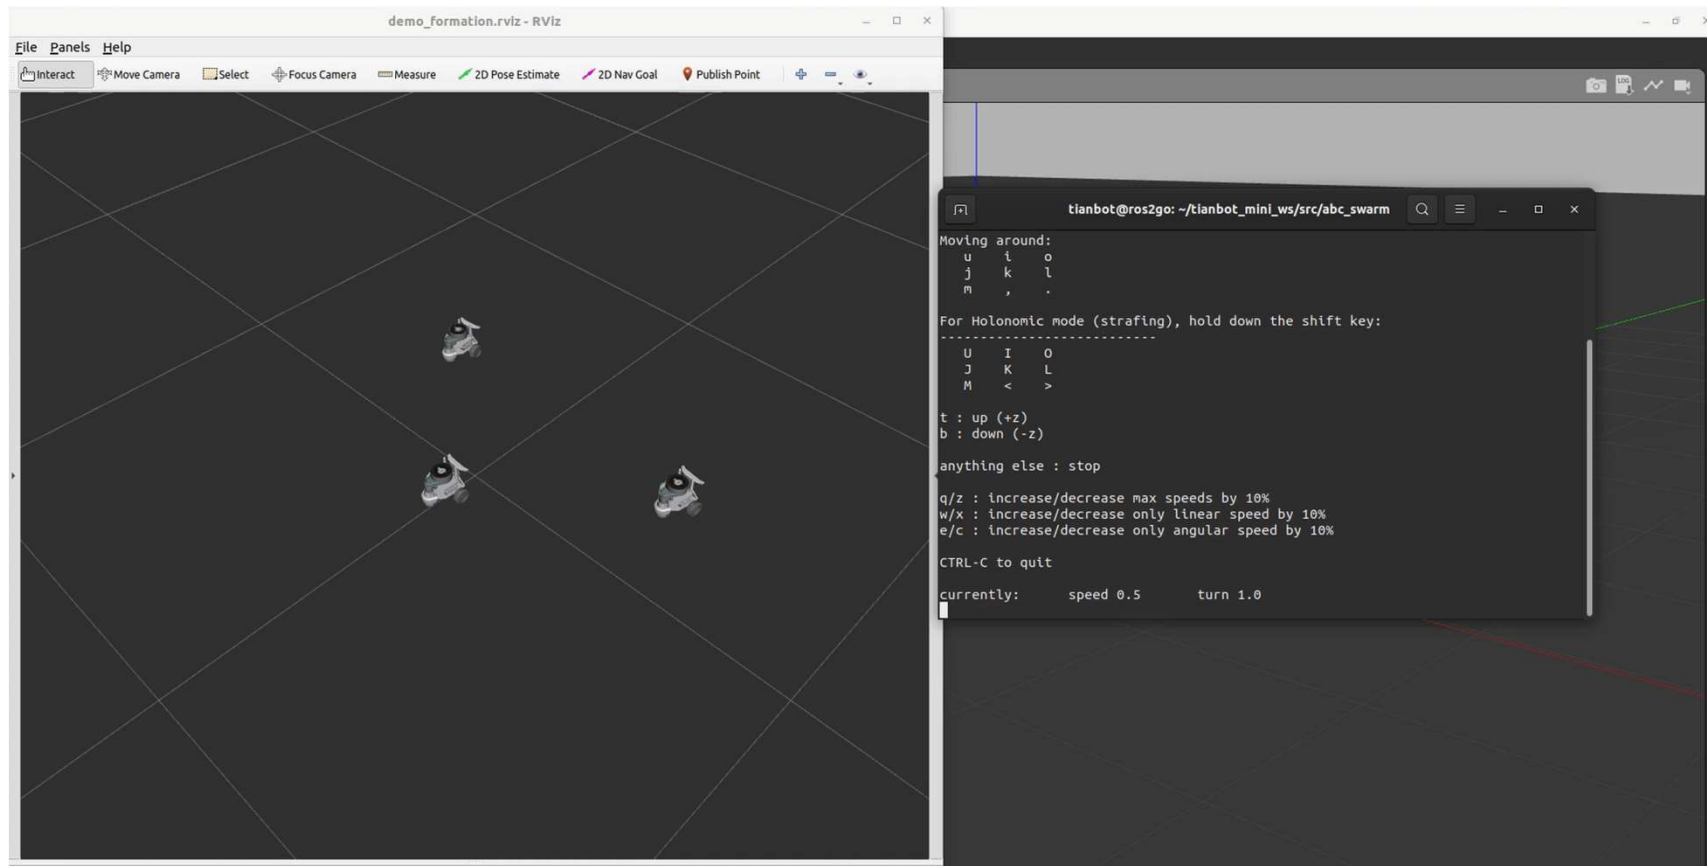 demo_formation.rviz - RViz
File Panels Help
Interact Move Camera Select Focus Camera Measure 2D Pose Estimate 2D Nav Goal Publish Point
LOG
tianbot@ros2go: ~/tianbot_mini_ws/src/abc_swarm
Moving around:
u i o
j k l
m , .
For Holonomic mode (strafing), hold down the shift key:
---------------------------
U I O
J K L
M < >
t : up (+z)
b : down (-z)
anything else : stop
q/z : increase/decrease max speeds by 10%
w/x : increase/decrease only linear speed by 10%
e/c : increase/decrease only angular speed by 10%
CTRL-C to quit
currently: speed 0.5 turn 1.0